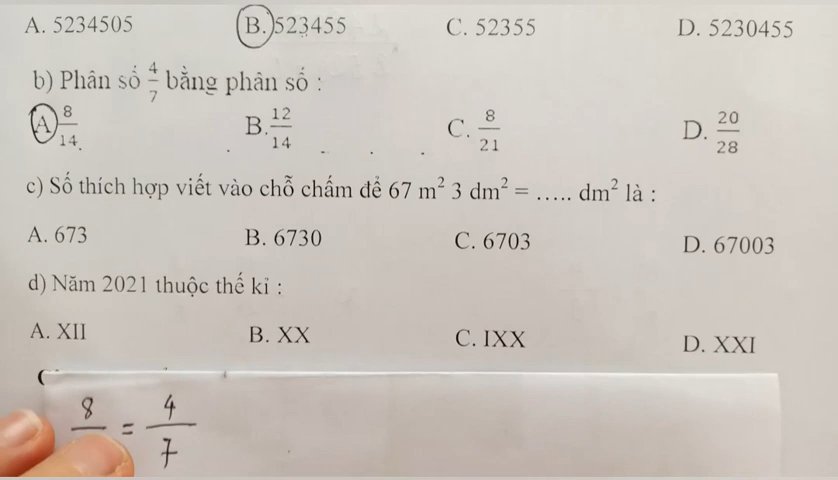 A. 5234505 B. 523455 C. 52355 D. 5230455
b) Phân số 4/7 bằng phân số :
A 8/14 B. 12/14 C. 8/21 D. 20/28
c) Số thích hợp viết vào chỗ chấm để 67 m² 3 dm² = ..... dm² là :
A. 673 B. 6730 C. 6703 D. 67003
d) Năm 2021 thuộc thế kỉ :
A. XII B. XX C. IXX D. XXI
8/ = 4/7